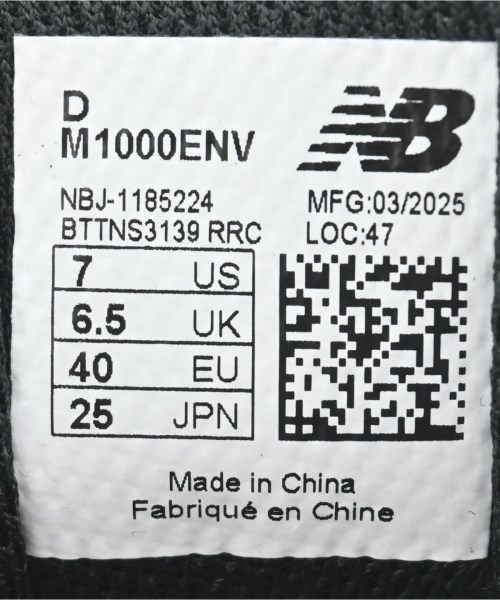 D
M1000ENV
NB
NBJ-1185224
MFG:03/2025
BTTNS3139 RRC
LOC:47
7 US
6.5 UK
40 EU
25 JPN
Made in China
Fabriqué en Chine